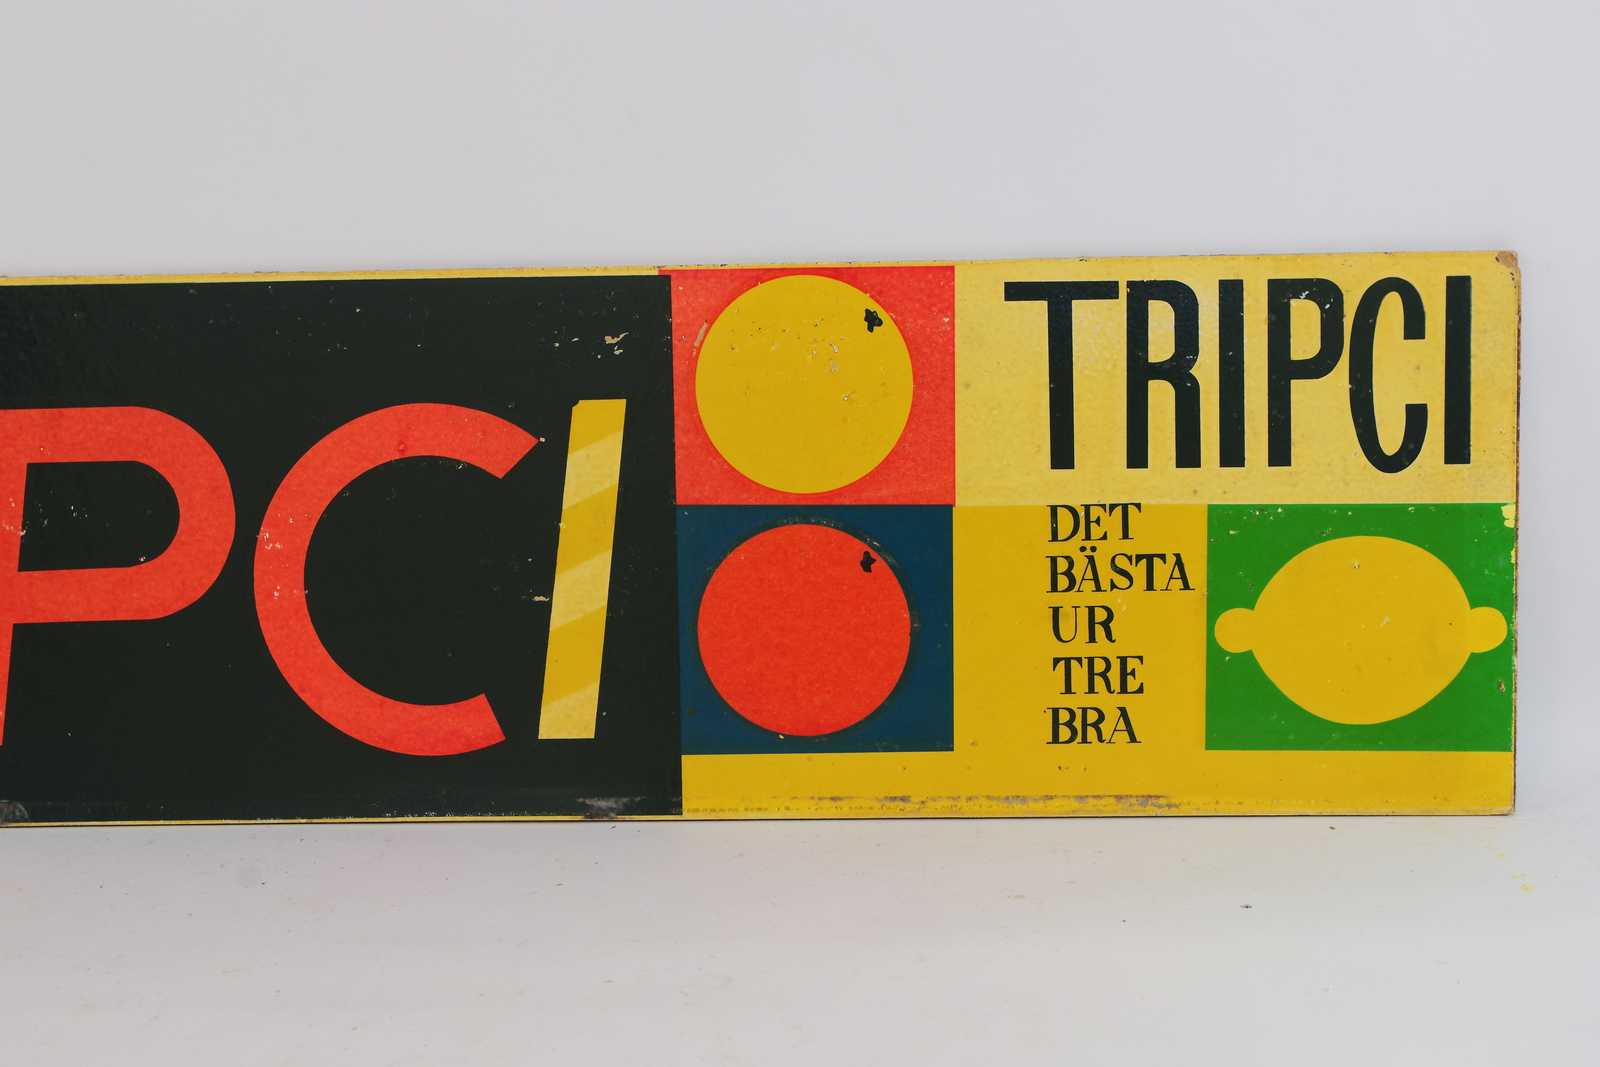 PCI
TRIPCI
DET
BÄSTA
UR
TRE
BRA